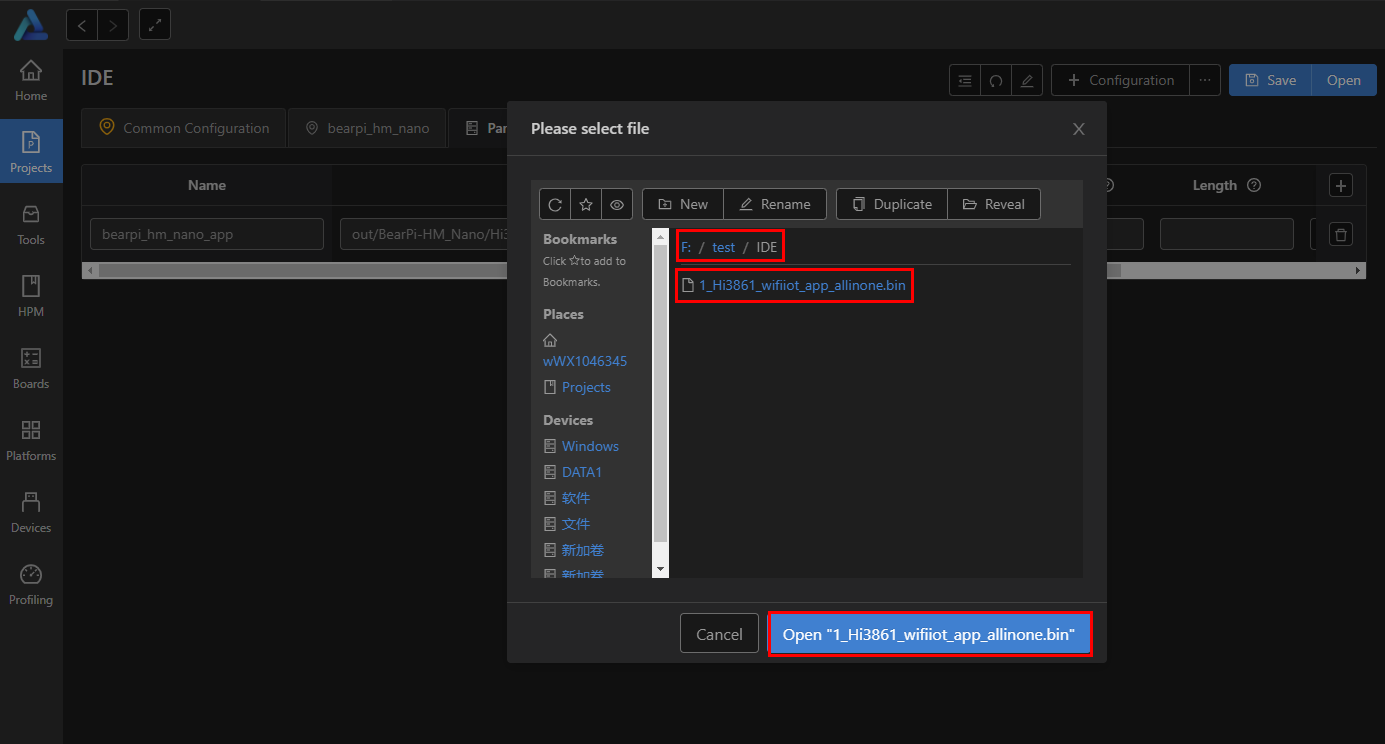 Home
Projects
Tools
HPM
Boards
Platforms
Devices
Profiling
IDE
Configuration
Save
Open
Common Configuration
bearpi_hm_nano
Name
Length
bearpi_hm_nano_app
out/BearPi-HM_Nano/Hi3
Please select file
New
Rename
Duplicate
Reveal
Bookmarks
Click ☆to add to
Bookmarks.
Places
wWX1046345
Projects
Devices
Windows
DATA1
软件
文件
新加卷
新加卷
F: / test / IDE
1_Hi3861_wifiiot_app_allinone.bin
Cancel
Open "1_Hi3861_wifiiot_app_allinone.bin"